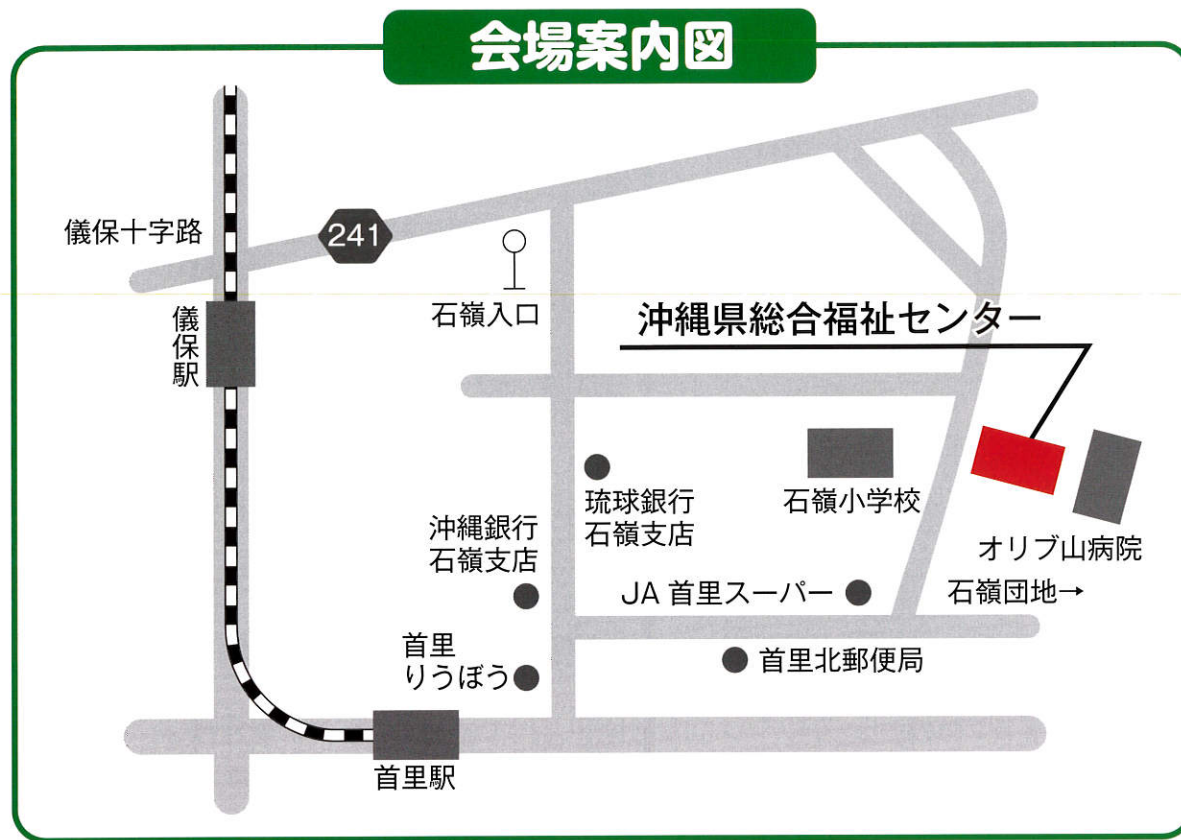 会場案内図
儀保十字路
241
石嶺入口
儀保駅
沖縄県総合福祉センター
琉球銀行
石嶺支店
石嶺小学校
沖縄銀行
石嶺支店
オリブ山病院
JA 首里スーパー
石嶺団地→
首里
りうぼう
首里北郵便局
首里駅